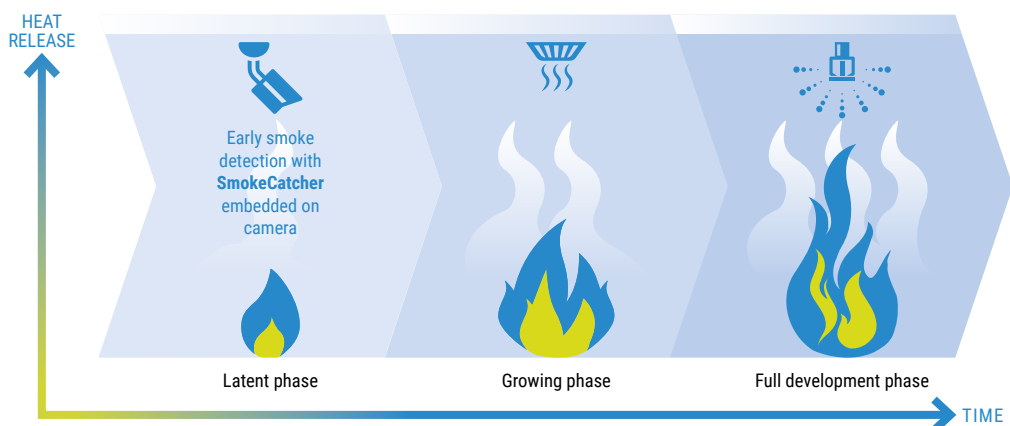 HEAT
RELEASE
Early smoke
detection with
SmokeCatcher
embedded on
camera
Latent phase
Growing phase
Full development phase
TIME